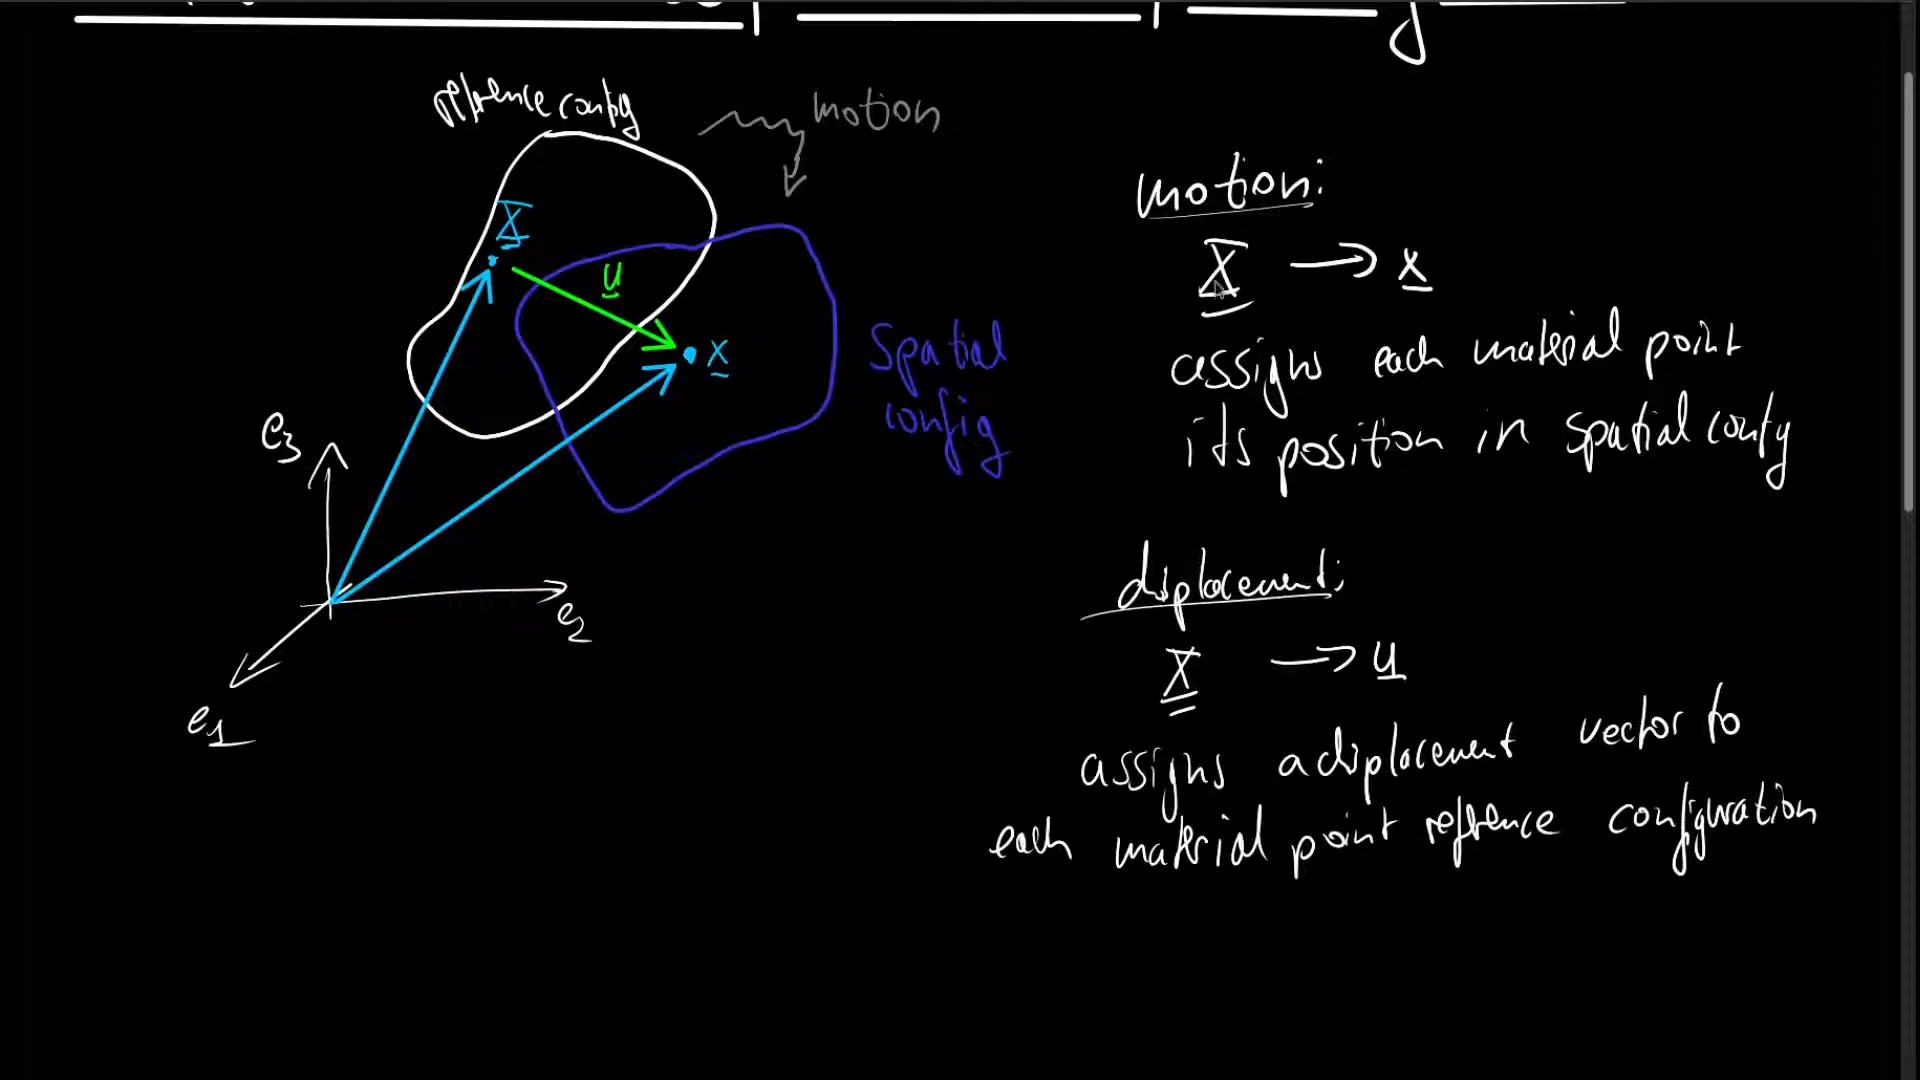 reference config
motion
X
u
x
Spatial
config
e3
e2
e1
motion:
X → x
assigns each material point
its position in spatial config
displacement:
X → u
assigns a displacement vector to
each material point reference configuration